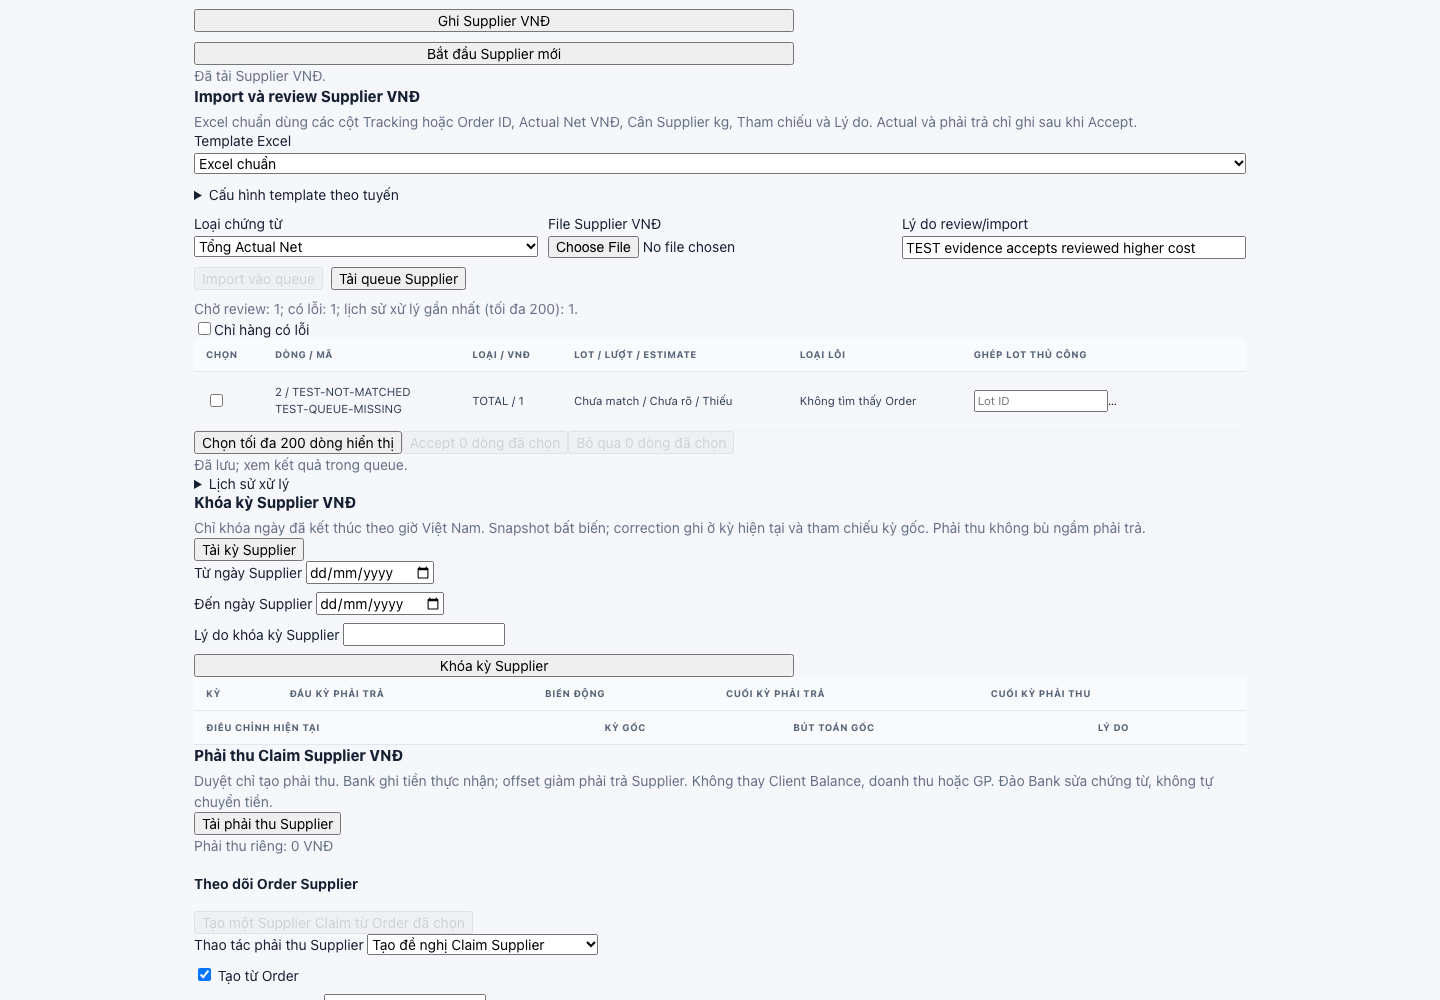 Ghi Supplier VNĐ
Bắt đầu Supplier mới
Đã tải Supplier VNĐ.
Import và review Supplier VNĐ
Excel chuẩn dùng các cột Tracking hoặc Order ID, Actual Net VNĐ, Cân Supplier kg, Tham chiếu và Lý do. Actual và phải trả chỉ ghi sau khi Accept.
Template Excel
Excel chuẩn
Cấu hình template theo tuyến
Loại chứng từ File Supplier VNĐ Lý do review/import
Tổng Actual Net Choose File No file chosen TEST evidence accepts reviewed higher cost
Import vào queue Tải queue Supplier
Chờ review: 1; có lỗi: 1; lịch sử xử lý gần nhất (tối đa 200): 1.
Chỉ hàng có lỗi
CHỌN DÒNG / MÃ LOẠI / VNĐ LOT / LƯỢT / ESTIMATE LOẠI LỖI GHÉP LOT THỦ CÔNG
2 / TEST-NOT-MATCHED
TEST-QUEUE-MISSING TOTAL / 1 Chưa match / Chưa rõ / Thiếu Không tìm thấy Order Lot ID...
Chọn tối đa 200 dòng hiển thị Accept 0 dòng đã chọn Bỏ qua 0 dòng đã chọn
Đã lưu; xem kết quả trong queue.
Lịch sử xử lý
Khóa kỳ Supplier VNĐ
Chỉ khóa ngày đã kết thúc theo giờ Việt Nam. Snapshot bất biến; correction ghi ở kỳ hiện tại và tham chiếu kỳ gốc. Phải thu không bù ngầm phải trả.
Tải kỳ Supplier
Từ ngày Supplier dd/mm/yyyy
Đến ngày Supplier dd/mm/yyyy
Lý do khóa kỳ Supplier
Khóa kỳ Supplier
KỲ ĐẦU KỲ PHẢI TRẢ BIẾN ĐỘNG CUỐI KỲ PHẢI TRẢ CUỐI KỲ PHẢI THU
ĐIỀU CHỈNH HIỆN TẠI KỲ GỐC BÚT TOÁN GỐC LÝ DO
Phải thu Claim Supplier VNĐ
Duyệt chỉ tạo phải thu. Bank ghi tiền thực nhận; offset giảm phải trả Supplier. Không thay Client Balance, doanh thu hoặc GP. Đảo Bank sửa chứng từ, không tự
chuyển tiền.
Tải phải thu Supplier
Phải thu riêng: 0 VNĐ
Theo dõi Order Supplier
Tạo một Supplier Claim từ Order đã chọn
Thao tác phải thu Supplier Tạo đề nghị Claim Supplier
Tạo từ Order